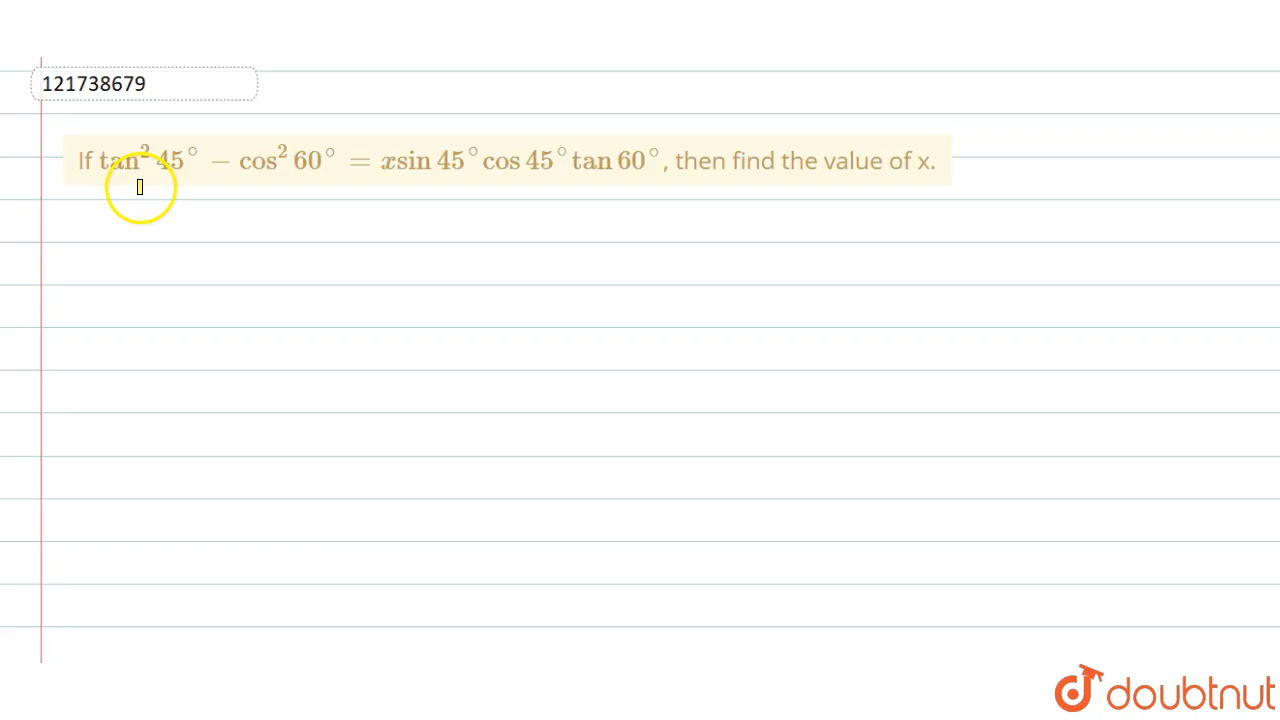 121738679
If tan² 45° − cos² 60° = x sin 45° cos 45° tan 60°, then find the value of x.
doubtnut